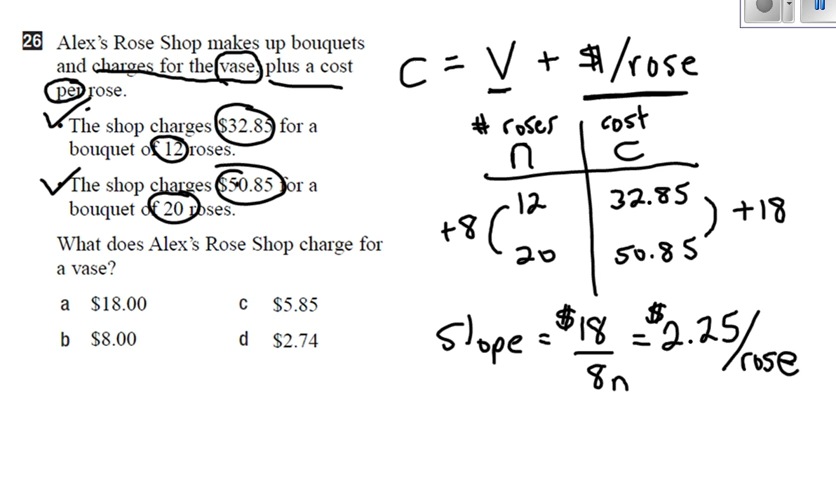 26 Alex's Rose Shop makes up bouquets
and charges for the vase, plus a cost
per rose.
The shop charges $32.85 for a
bouquet of 12 roses.
The shop charges $50.85 for a
bouquet of 20 roses.
What does Alex's Rose Shop charge for
a vase?
a $18.00 c $5.85
b $8.00 d $2.74
C = V + $/rose
# roses cost
n C
12 32.85
+8 +18
20 50.85
Slope = $18/8n = $2.25/rose